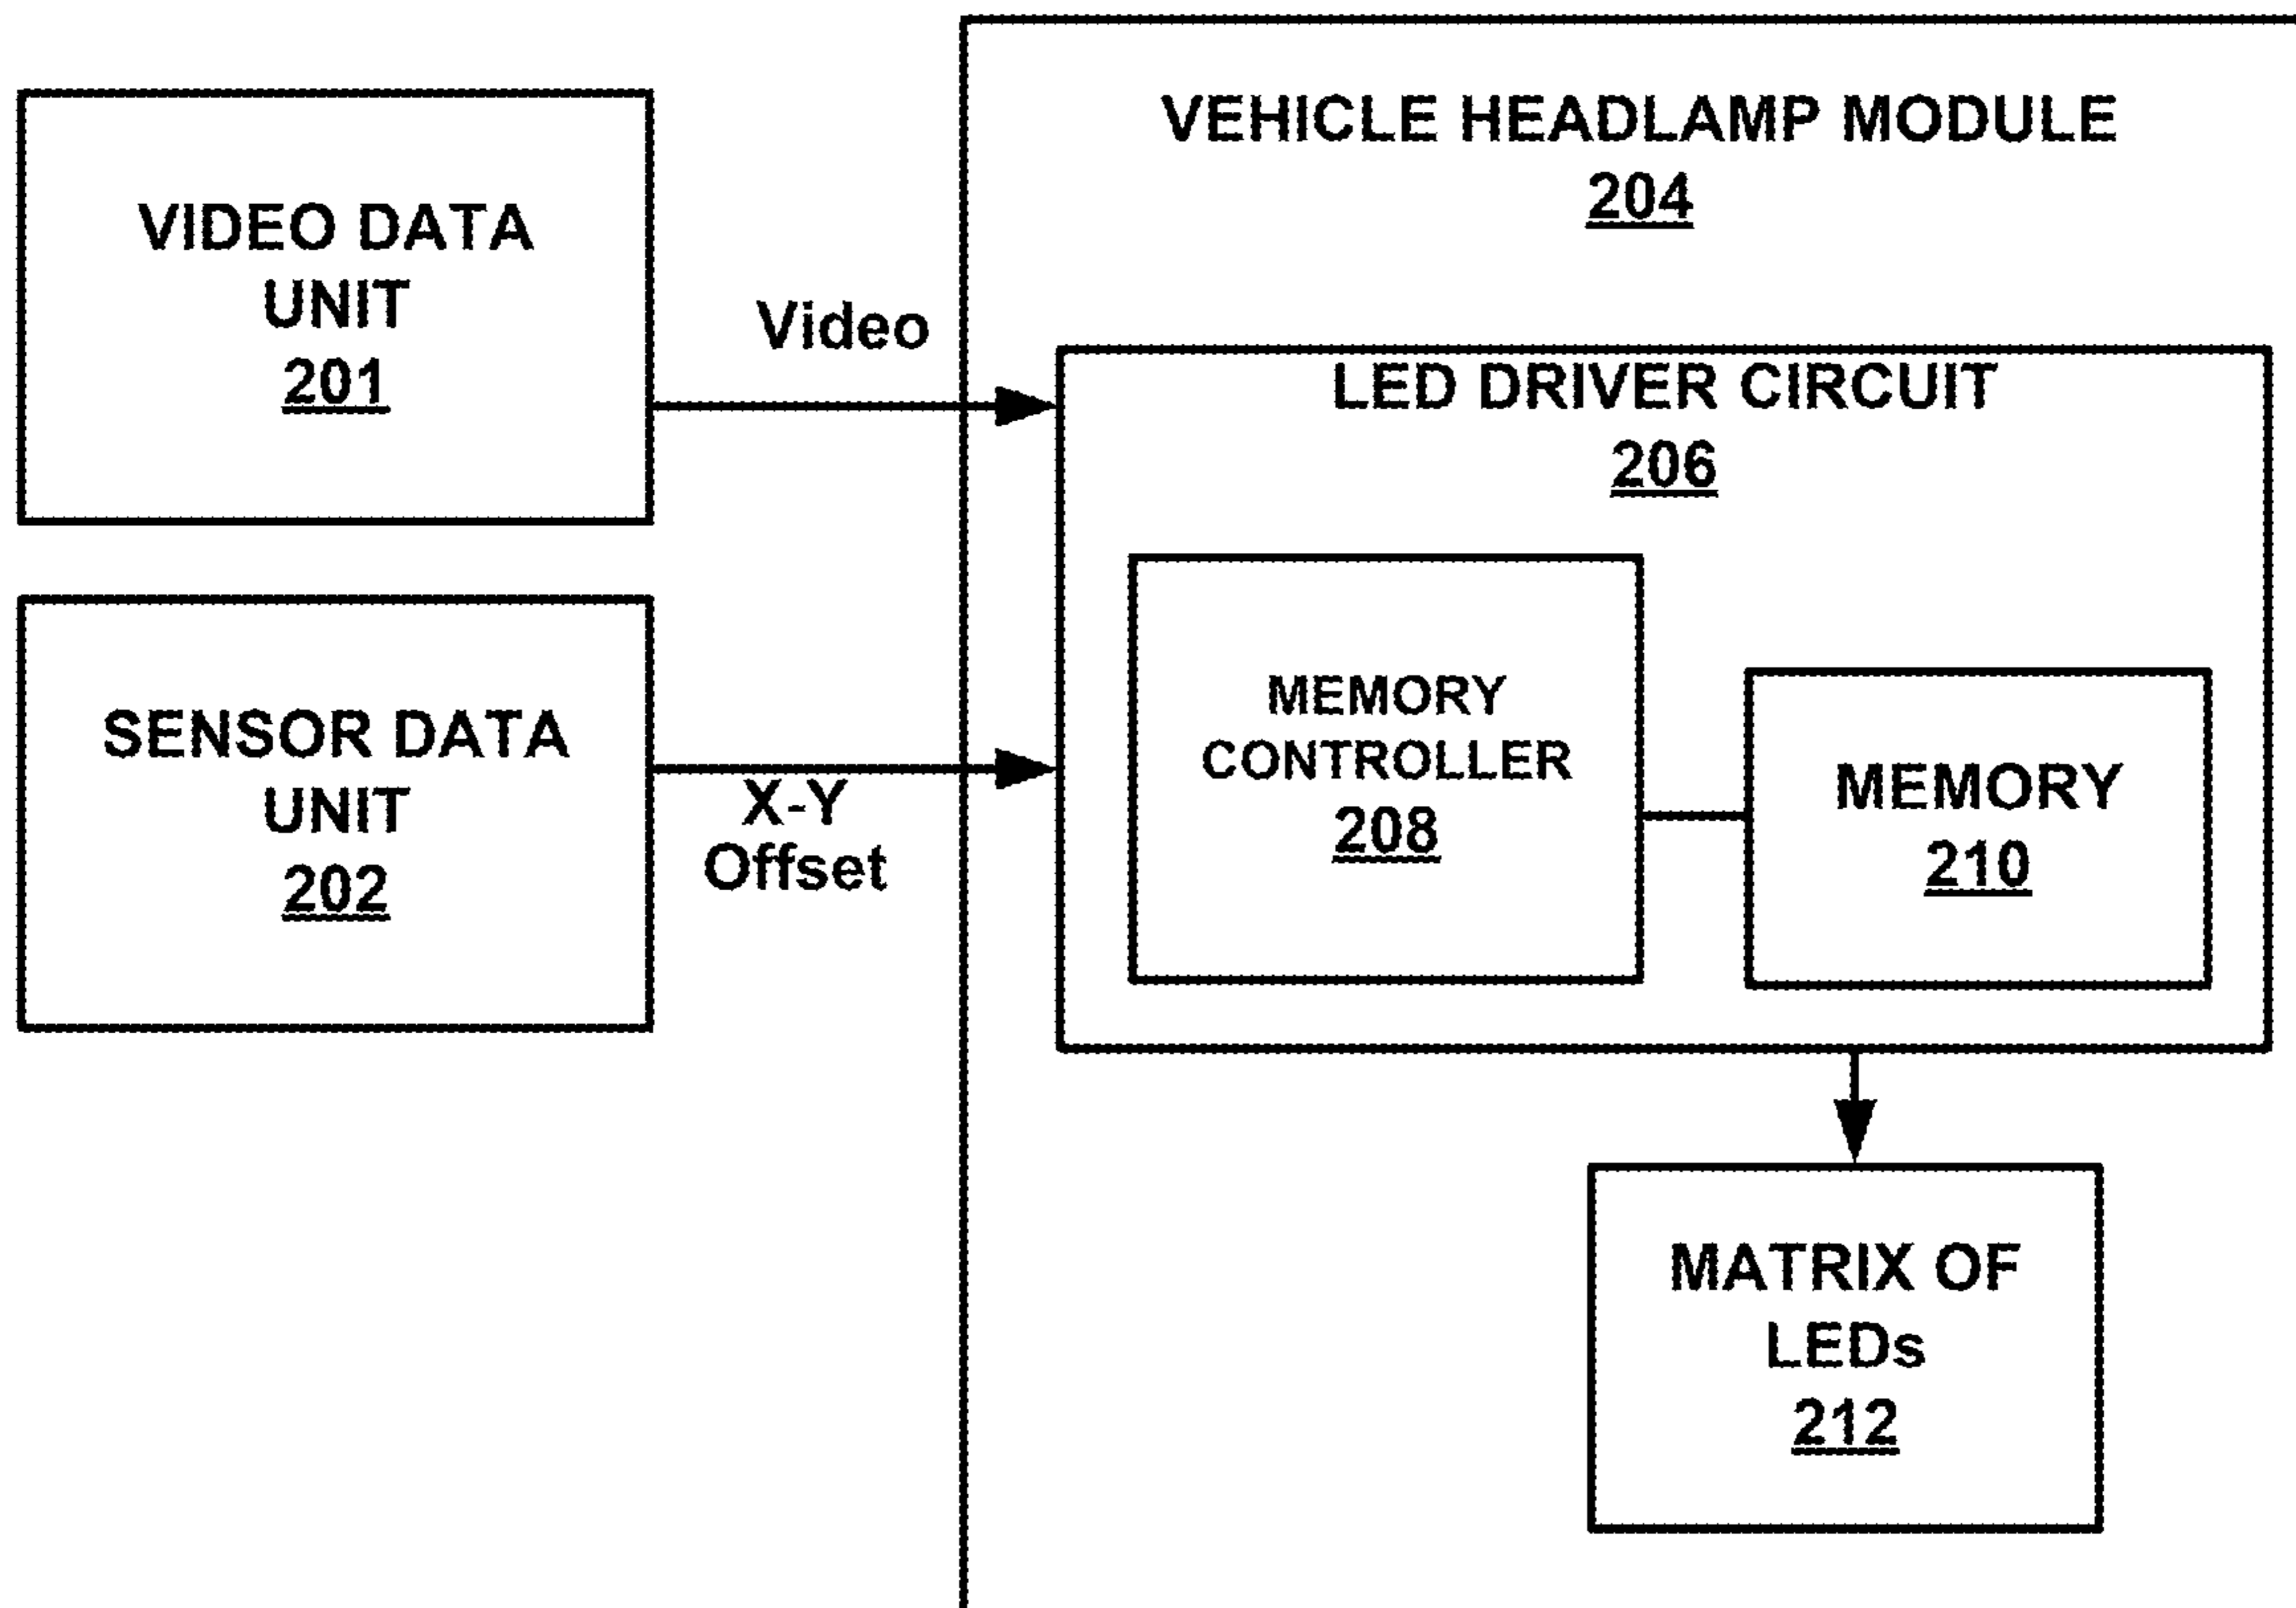 VEHICLE HEADLAMP MODULE
204
VIDEO DATA
UNIT
201
Video
LED DRIVER CIRCUIT
206
SENSOR DATA
UNIT
202
X-Y
Offset
MEMORY
CONTROLLER
208
MEMORY
210
MATRIX OF
LEDs
212